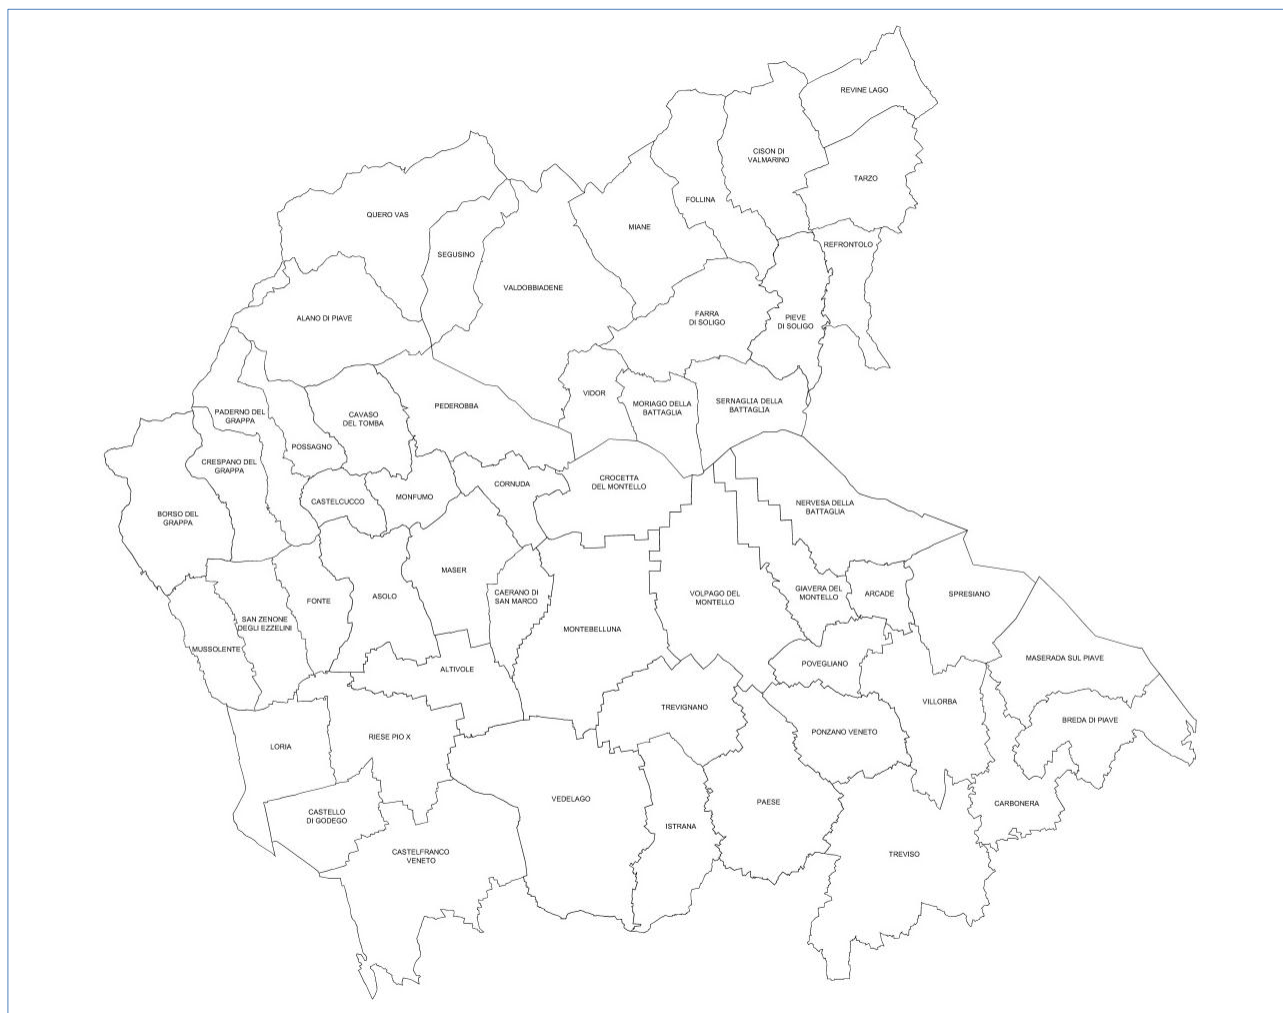 REVINE LAGO
CISON DI
VALMARINO
TARZO
FOLLINA
QUERO VAS
MIANE
REFRONTOLO
SEGUSINO
VALDOBBIADENE
ALANO DI PIAVE
FARRA
DI SOLIGO
PIEVE
DI SOLIGO
VIDOR
MORIAGO DELLA
BATTAGLIA
SERNAGLIA DELLA
BATTAGLIA
PADERNO DEL
GRAPPA
CAVASO
DEL TOMBA
PEDEROBBA
POSSAGNO
CRESPANO DEL
GRAPPA
CASTELCUCCO
MONFUMO
CORNUDA
CROCETTA
DEL MONTELLO
NERVESA DELLA
BATTAGLIA
BORSO DEL
GRAPPA
MASER
CAERANO DI
SAN MARCO
VOLPAGO DEL
MONTELLO
GIAVERA DEL
MONTELLO
ARCADE
SPRESIANO
FONTE
ASOLO
SAN ZENONE
DEGLI EZZELINI
MONTEBELLUNA
MUSSOLENTE
ALTIVOLE
POVEGLIANO
MASERADA SUL PIAVE
TREVIGNANO
VILLORBA
BREDA DI PIAVE
LORIA
RIESE PIO X
PONZANO VENETO
VEDELAGO
PAESE
CARBONERA
CASTELLO
DI GODEGO
ISTRANA
CASTELFRANCO
VENETO
TREVISO